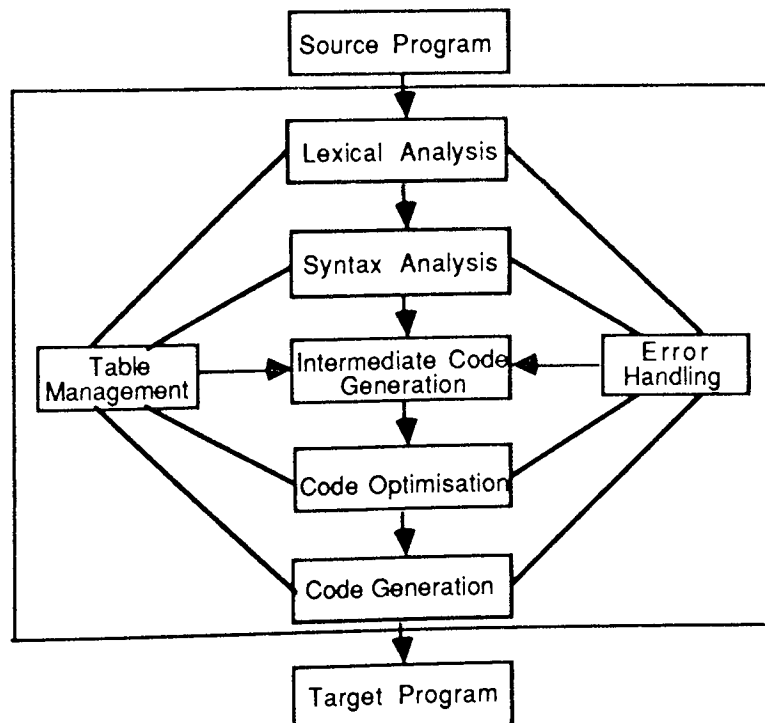 Source Program
Lexical Analysis
Syntax Analysis
Table
Management
Intermediate Code
Generation
Error
Handling
Code Optimisation
Code Generation
Target Program